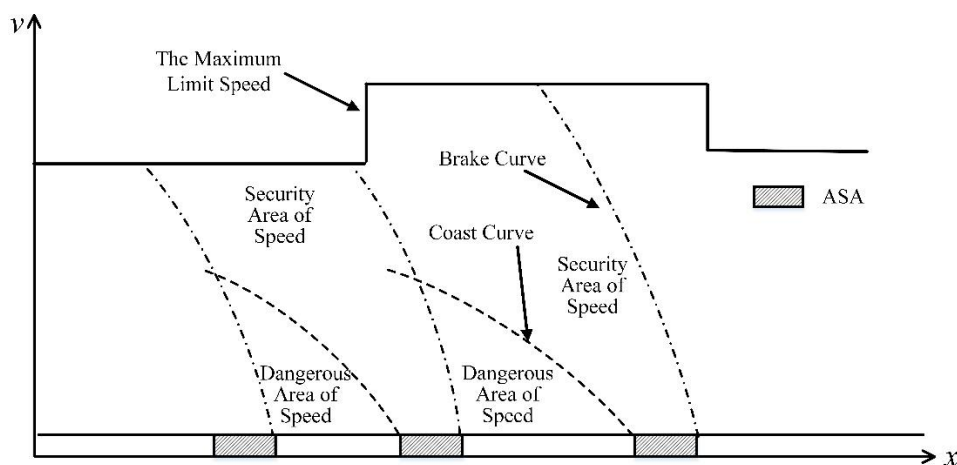 v
The Maximum
Limit Speed
Brake Curve
Security
Area of
Speed
ASA
Coast Curve
Security
Area of
Speed
Dangerous
Area of
Speed
Dangerous
Area of
Speed
x